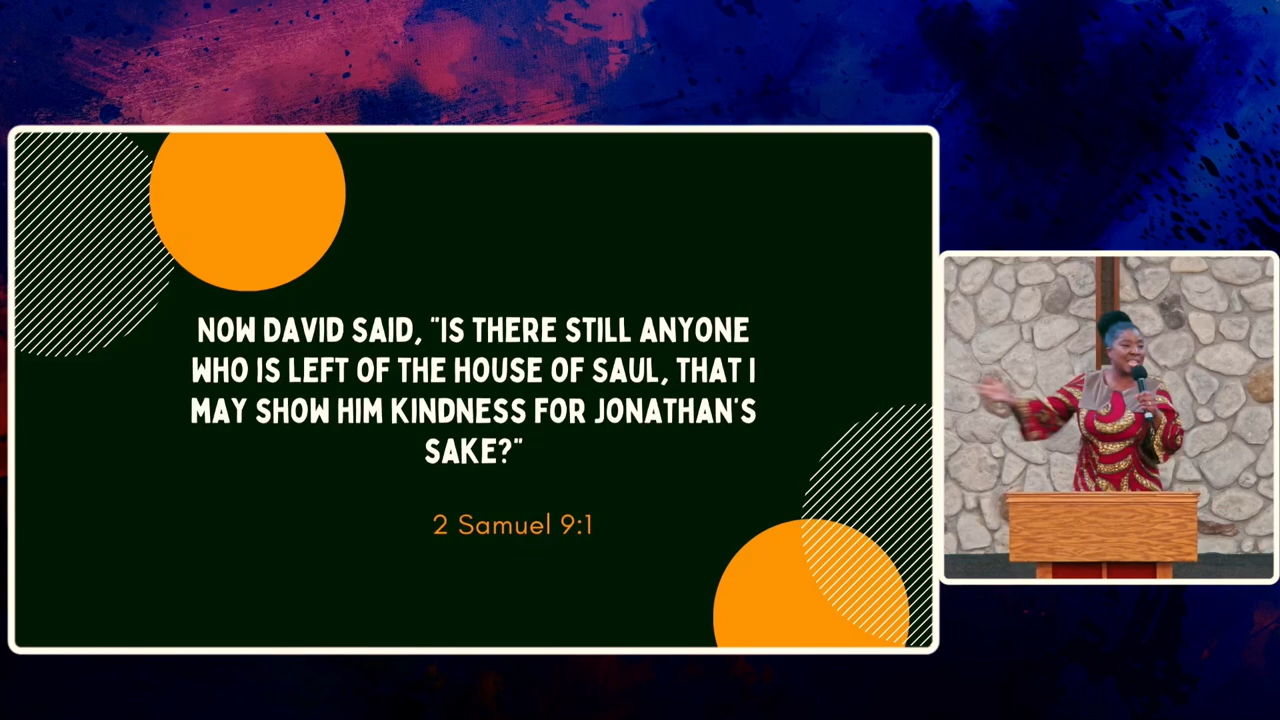 NOW DAVID SAID, "IS THERE STILL ANYONE
WHO IS LEFT OF THE HOUSE OF SAUL, THAT I
MAY SHOW HIM KINDNESS FOR JONATHAN'S
SAKE?"
2 Samuel 9:1